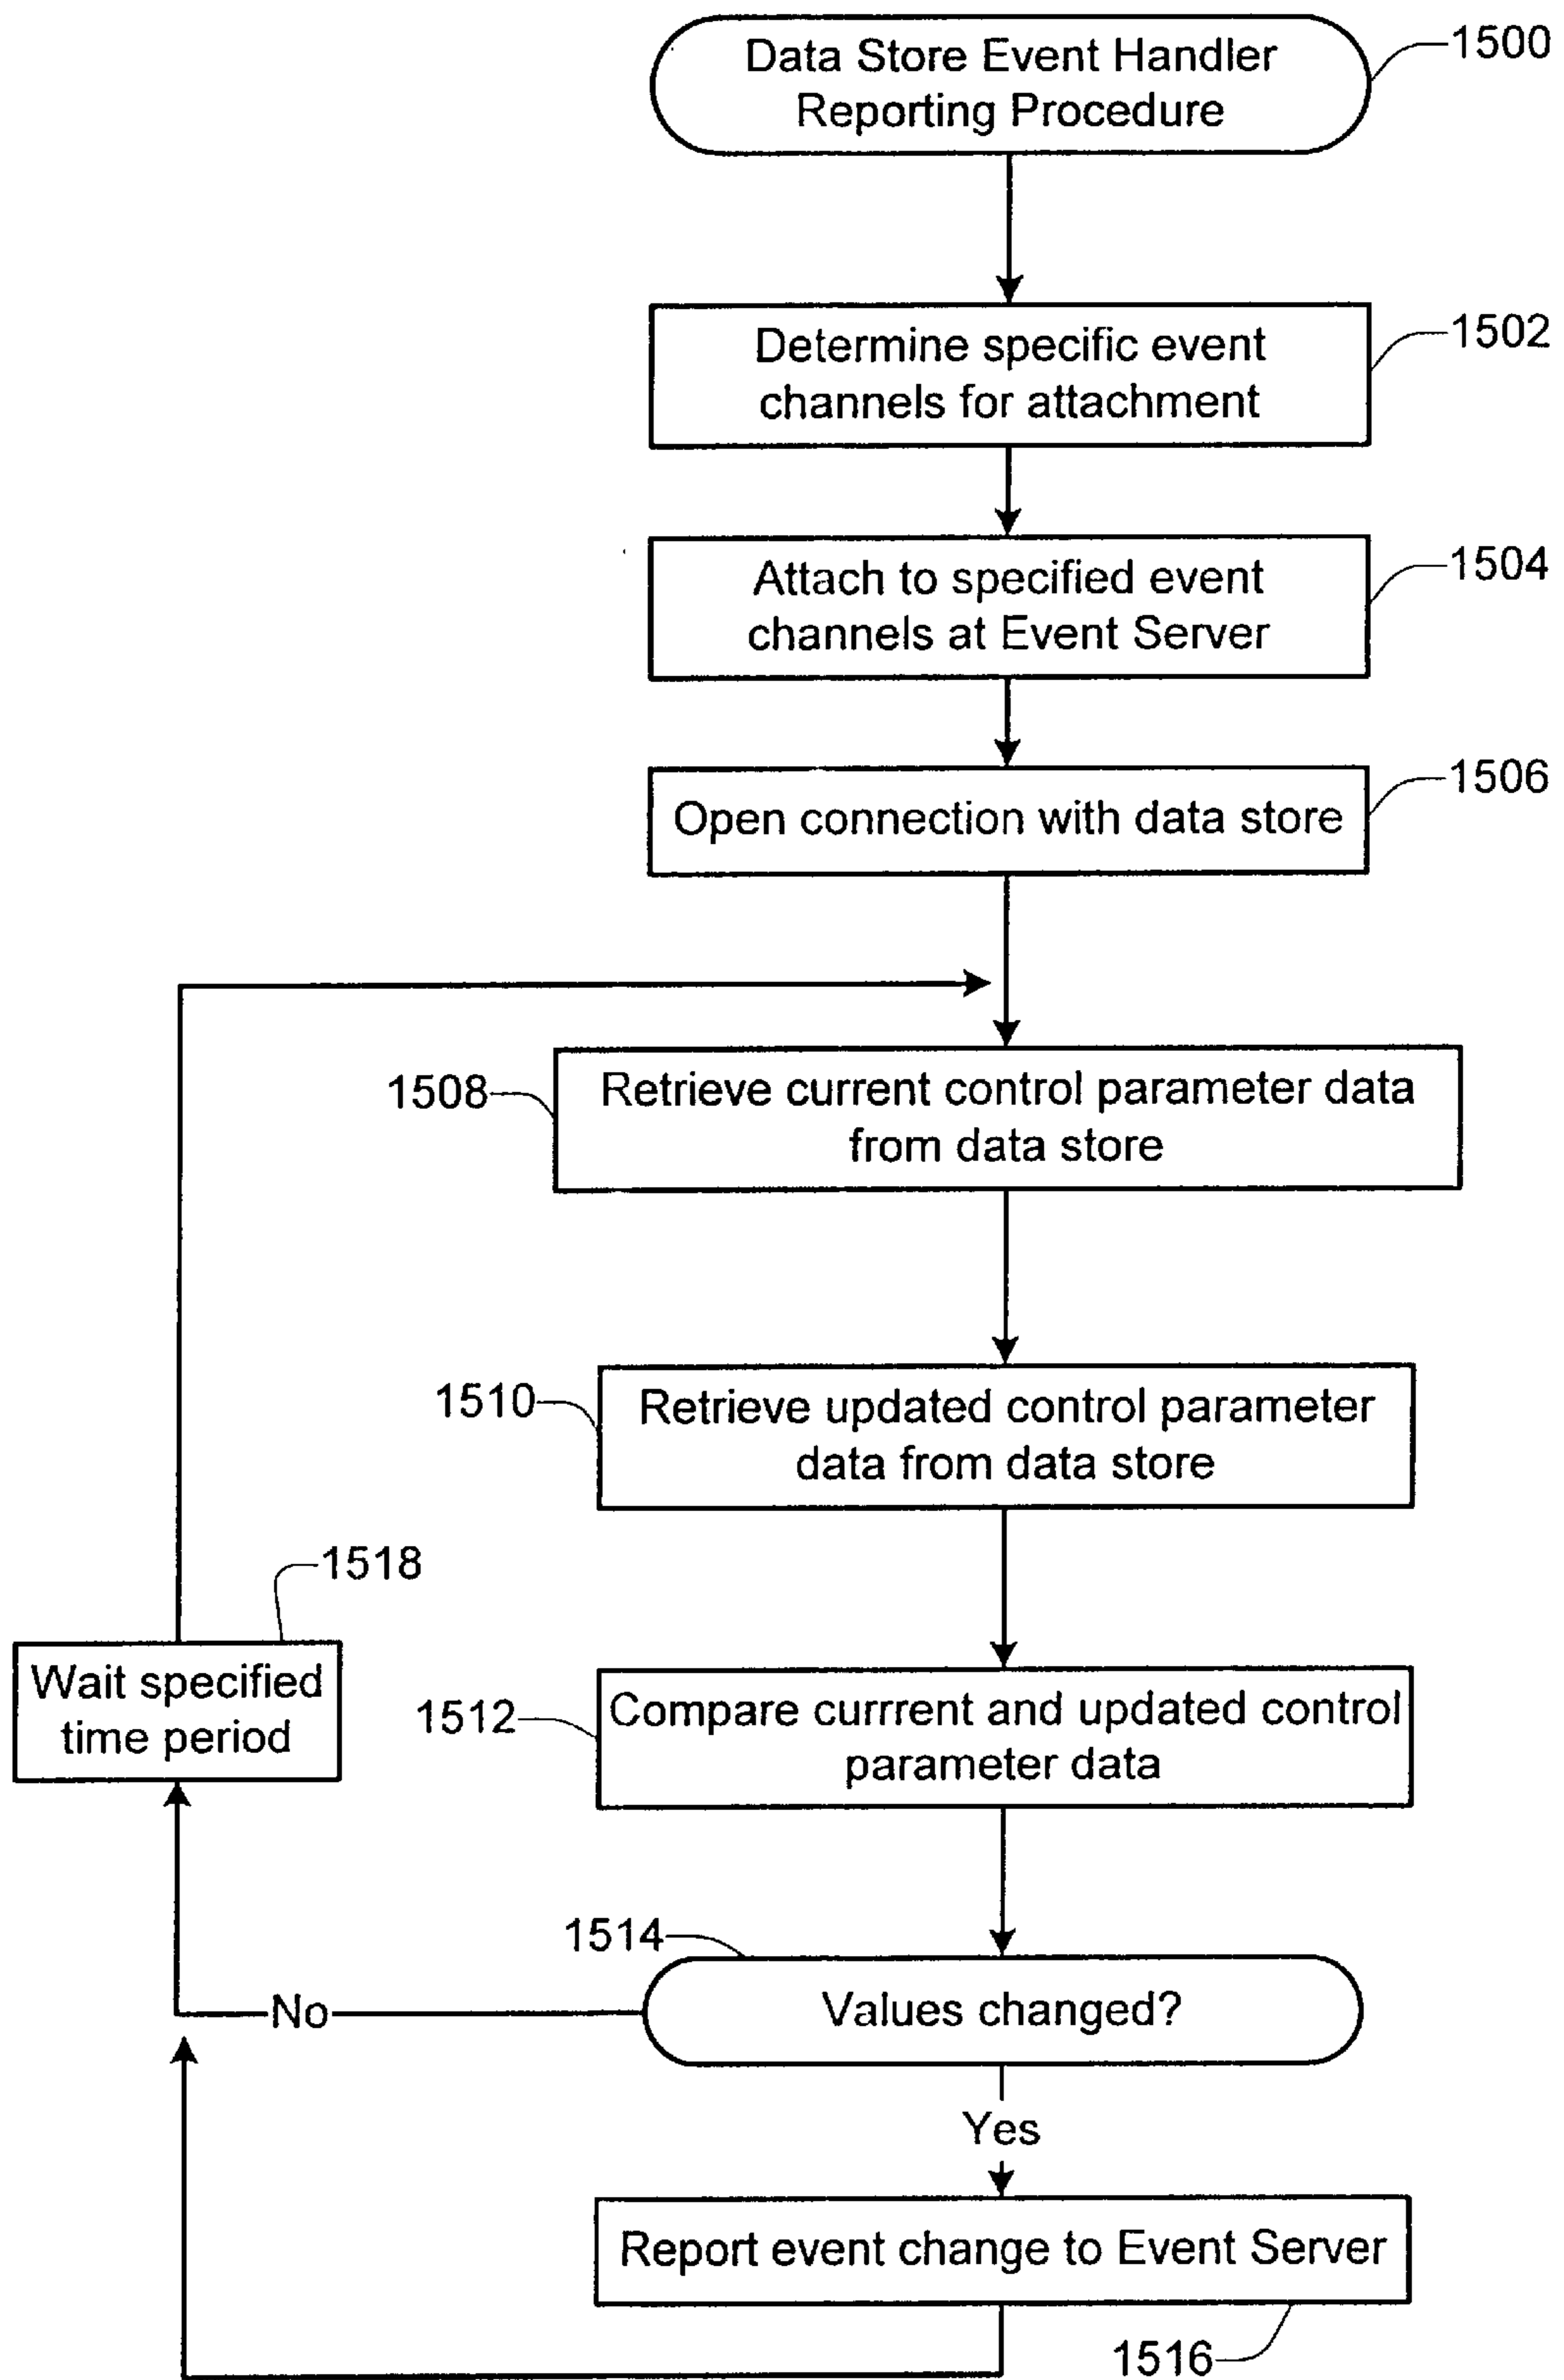 Data Store Event Handler
Reporting Procedure
1500
Determine specific event
channels for attachment
1502
Attach to specified event
channels at Event Server
1504
Open connection with data store
1506
1508
Retrieve current control parameter data
from data store
1510
Retrieve updated control parameter
data from data store
1518
Wait specified
time period
1512
Compare currrent and updated control
parameter data
1514
Values changed?
No
Yes
Report event change to Event Server
1516